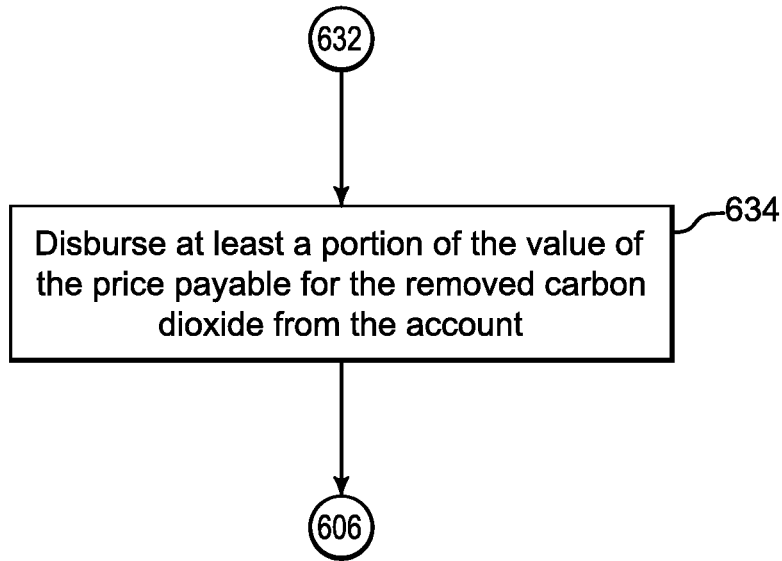 632
634
Disburse at least a portion of the value of
the price payable for the removed carbon
dioxide from the account
606